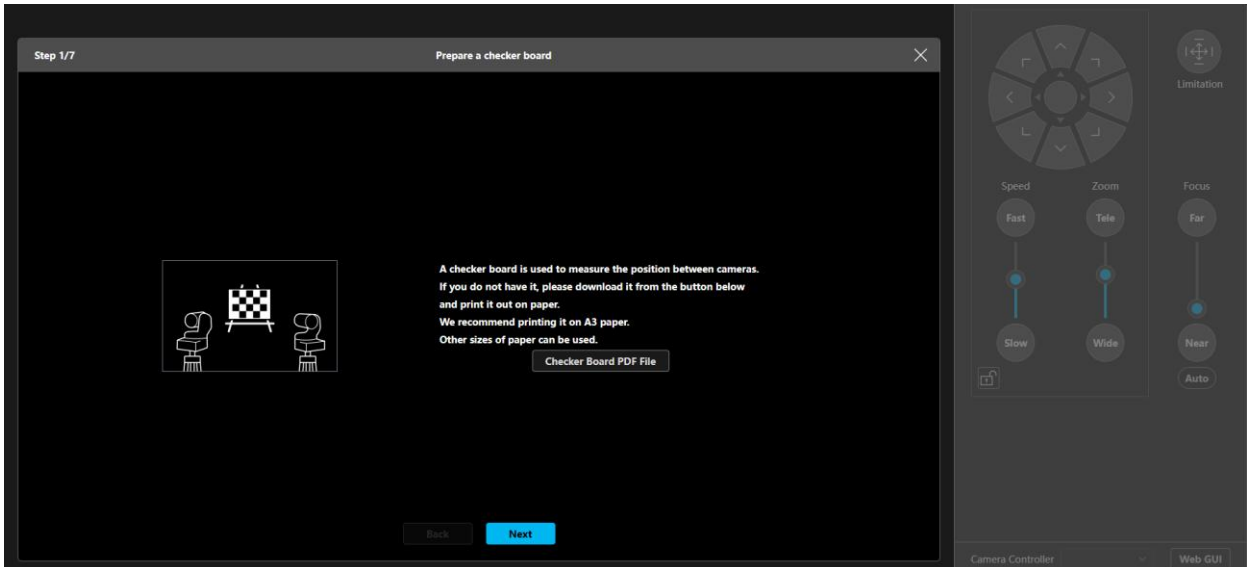 Step 1/7
Prepare a checker board
A checker board is used to measure the position between cameras.
If you do not have it, please download it from the button below
and print it out on paper.
We recommend printing it on A3 paper.
Other sizes of paper can be used.
Checker Board PDF File
Back
Next
Limitation
Speed
Zoom
Focus
Fast
Tele
Far
Slow
Wide
Near
Auto
Camera Controller
Web GUI